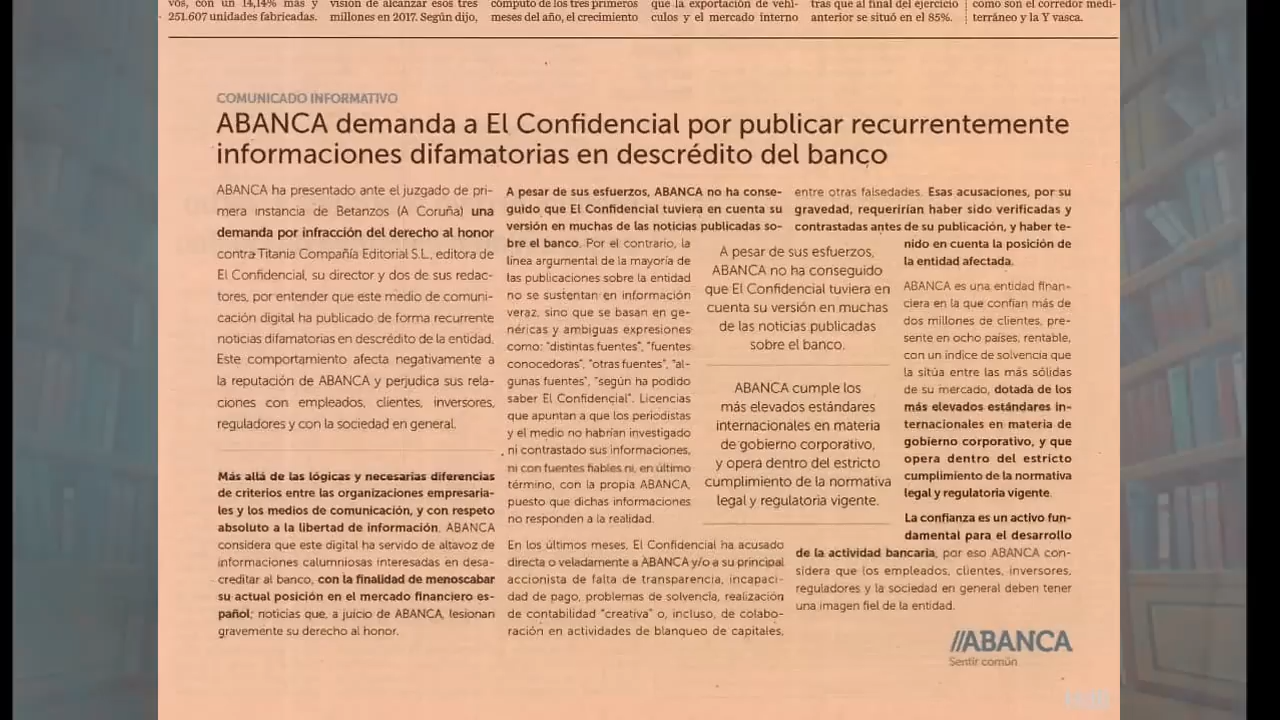 vos, con un 14,14% más y
251.607 unidades fabricadas.
visión de alcanzar esos tres
millones en 2017. Según dijo,
cómputo de los tres primeros
meses del año, el crecimiento
que la exportación de vehí-
culos y el mercado interno
tras que al final del ejercicio
anterior se situó en el 85%.
como son el corredor medi-
terráneo y la Y vasca.
COMUNICADO INFORMATIVO
ABANCA demanda a El Confidencial por publicar recurrentemente
informaciones difamatorias en descrédito del banco
ABANCA ha presentado ante el juzgado de pri-
mera instancia de Betanzos (A Coruña) una
demanda por infracción del derecho al honor
contra Titania Compañía Editorial S.L., editora de
El Confidencial, su director y dos de sus redac-
tores, por entender que este medio de comuni-
cación digital ha publicado de forma recurrente
noticias difamatorias en descrédito de la entidad.
Este comportamiento afecta negativamente a
la reputación de ABANCA y perjudica sus rela-
ciones con empleados, clientes, inversores,
reguladores y con la sociedad en general.
Más allá de las lógicas y necesarias diferencias
de criterios entre las organizaciones empresaria-
les y los medios de comunicación, y con respeto
absoluto a la libertad de información, ABANCA
considera que este digital ha servido de altavoz de
informaciones calumniosas interesadas en desa-
creditar al banco, con la finalidad de menoscabar
su actual posición en el mercado financiero es-
pañol; noticias que, a juicio de ABANCA, lesionan
gravemente su derecho al honor.
A pesar de sus esfuerzos, ABANCA no ha conse-
guido que El Confidencial tuviera en cuenta su
versión en muchas de las noticias publicadas so-
bre el banco. Por el contrario, la
línea argumental de la mayoría de
las publicaciones sobre la entidad
no se sustentan en información
veraz, sino que se basan en ge-
néricas y ambiguas expresiones
como: "distintas fuentes", "fuentes
conocedoras", "otras fuentes", "al-
gunas fuentes", "según ha podido
saber El Confidencial". Licencias
que apuntan a que los periodistas
y el medio no habrían investigado
ni contrastado sus informaciones,
ni con fuentes fiables ni, en último
término, con la propia ABANCA,
puesto que dichas informaciones
no responden a la realidad.
En los últimos meses, El Confidencial ha acusado
directa o veladamente a ABANCA y/o a su principal
accionista de falta de transparencia, incapaci-
dad de pago, problemas de solvencia, realización
de contabilidad "creativa" o, incluso, de colabo-
ración en actividades de blanqueo de capitales,
A pesar de sus esfuerzos,
ABANCA no ha conseguido
que El Confidencial tuviera en
cuenta su versión en muchas
de las noticias publicadas
sobre el banco.
ABANCA cumple los
más elevados estándares
internacionales en materia
de gobierno corporativo,
y opera dentro del estricto
cumplimiento de la normativa
legal y regulatoria vigente.
entre otras falsedades. Esas acusaciones, por su
gravedad, requerirían haber sido verificadas y
contrastadas antes de su publicación, y haber te-
nido en cuenta la posición de
la entidad afectada.
ABANCA es una entidad finan-
ciera en la que confían más de
dos millones de clientes, pre-
sente en ocho países, rentable,
con un índice de solvencia que
la sitúa entre las más sólidas
de su mercado, dotada de los
más elevados estándares in-
ternacionales en materia de
gobierno corporativo, y que
opera dentro del estricto
cumplimiento de la normativa
legal y regulatoria vigente.
La confianza es un activo fun-
damental para el desarrollo
de la actividad bancaria, por eso ABANCA con-
sidera que los empleados, clientes, inversores,
reguladores y la sociedad en general deben tener
una imagen fiel de la entidad.
//ABANCA
Sentir común